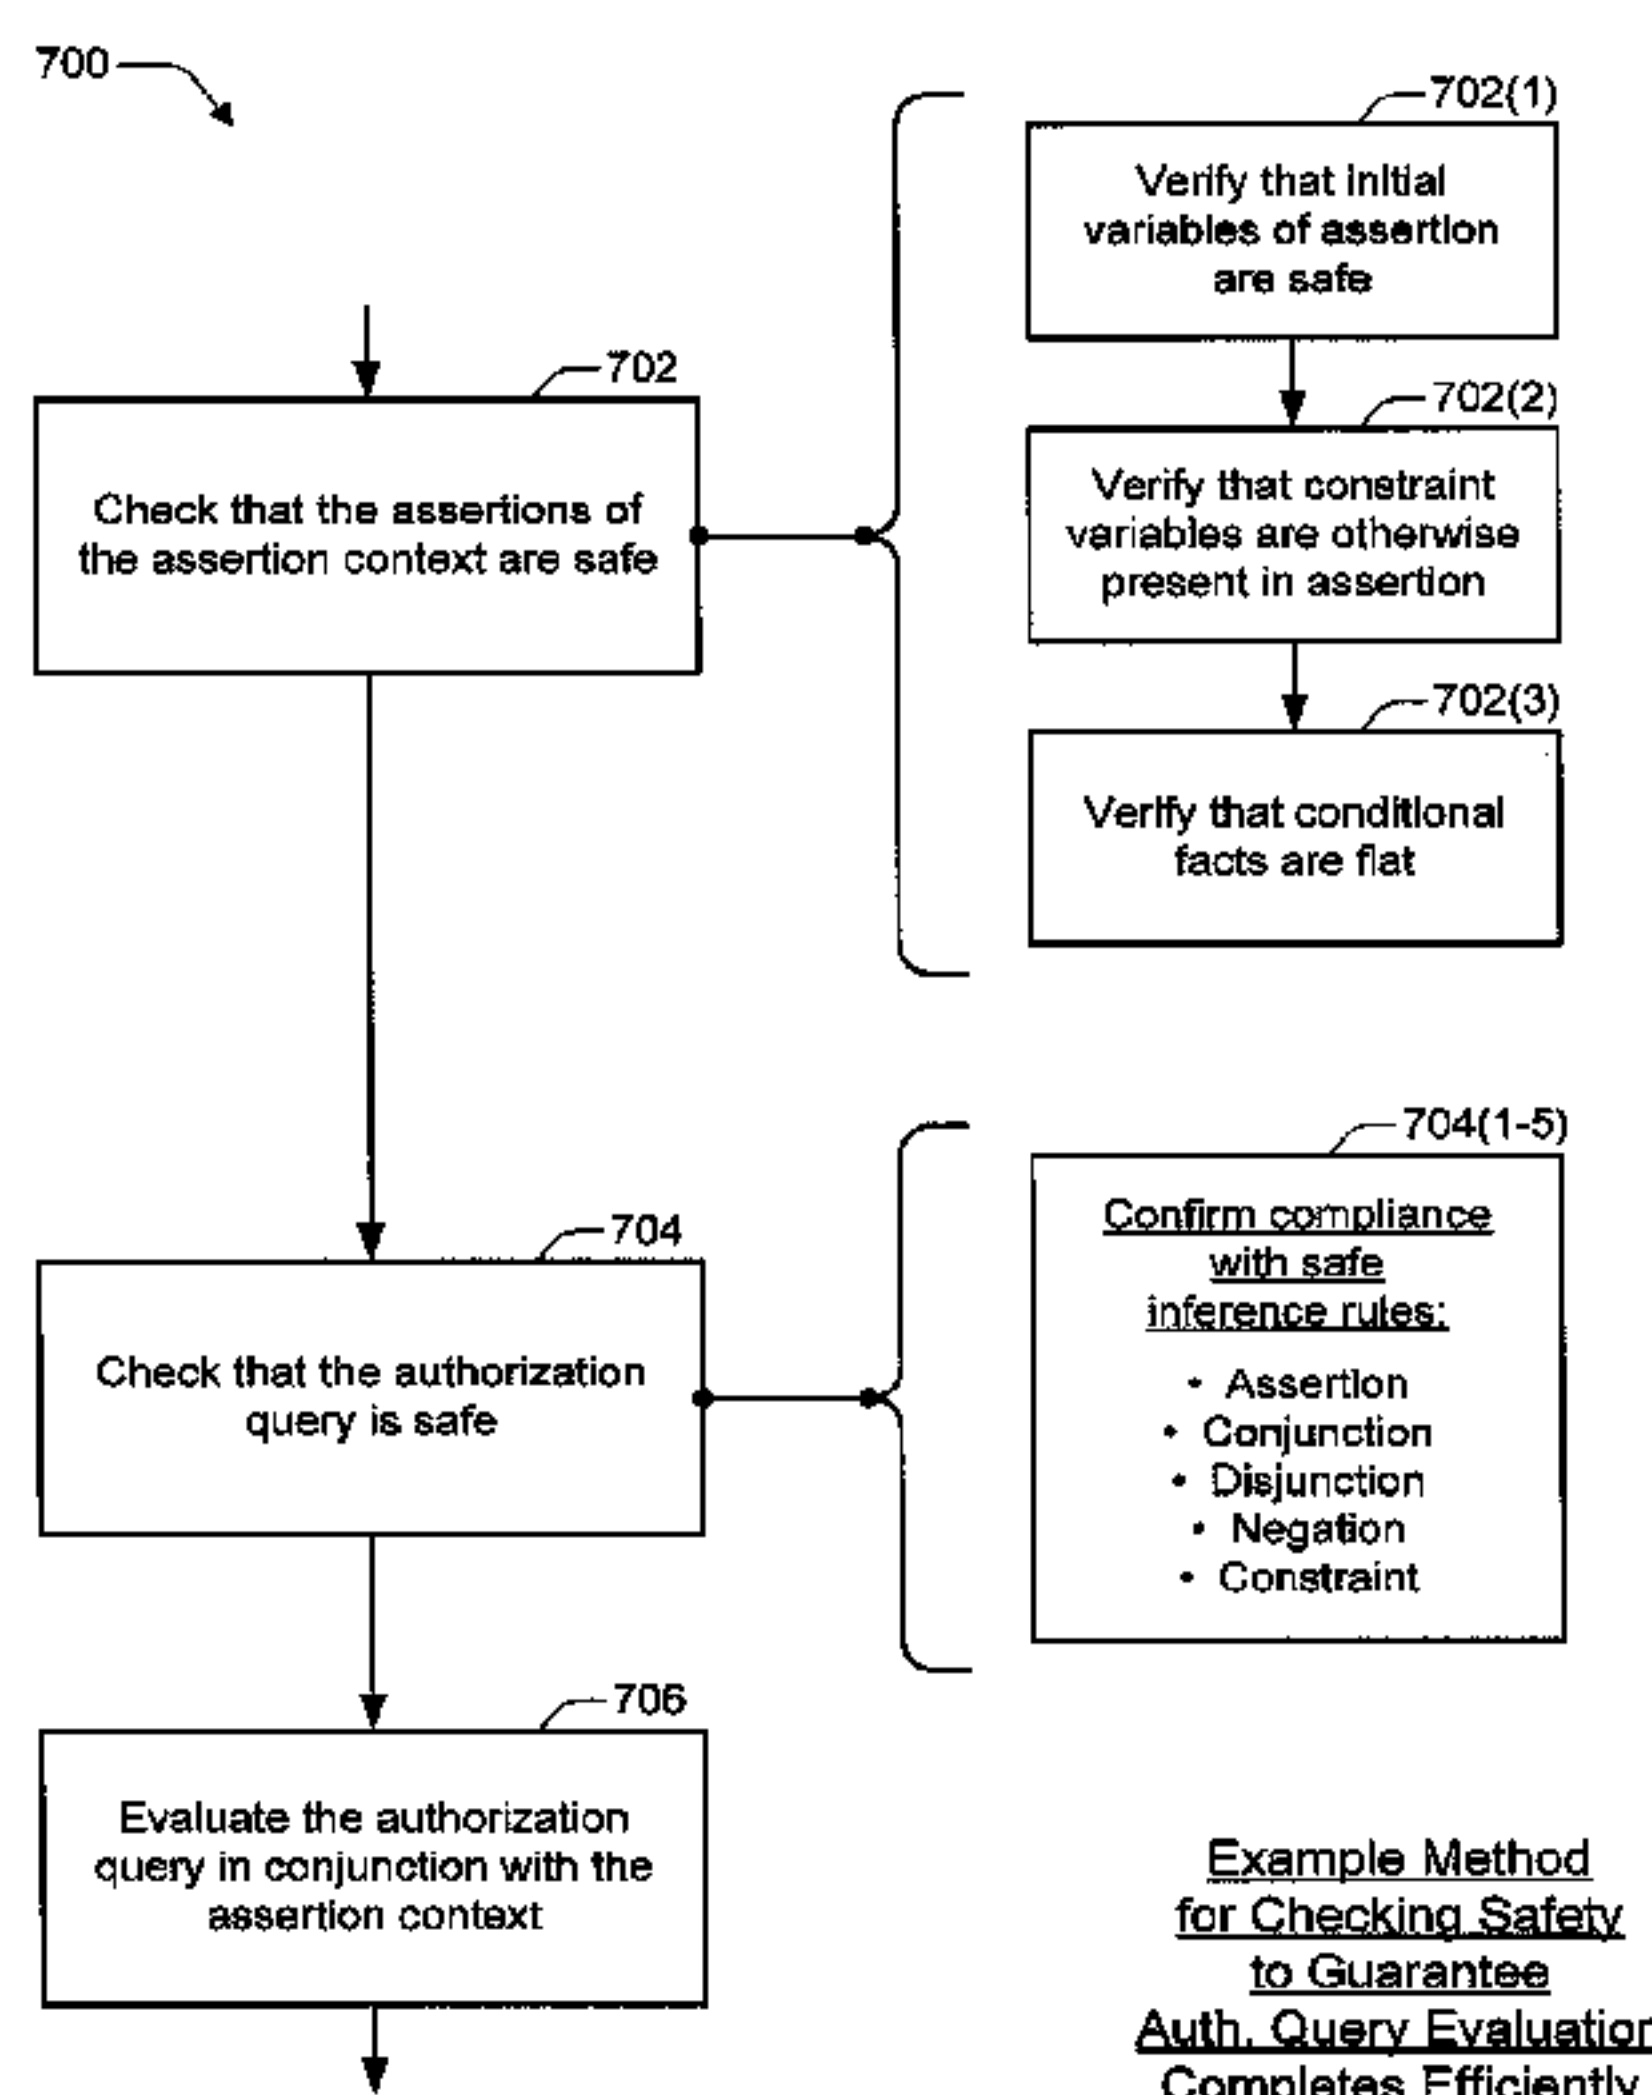 700
702
Check that the assertions of
the assertion context are safe
702(1)
Verify that initial
variables of assertion
are safe
702(2)
Verify that constraint
variables are otherwise
present in assertion
702(3)
Verify that conditional
facts are flat
704
Check that the authorization
query is safe
704(1-5)
Confirm compliance
with safe
inference rules:
• Assertion
• Conjunction
• Disjunction
• Negation
• Constraint
706
Evaluate the authorization
query in conjunction with the
assertion context
Example Method
for Checking Safety
to Guarantee
Auth. Query Evaluation
Completes Efficiently